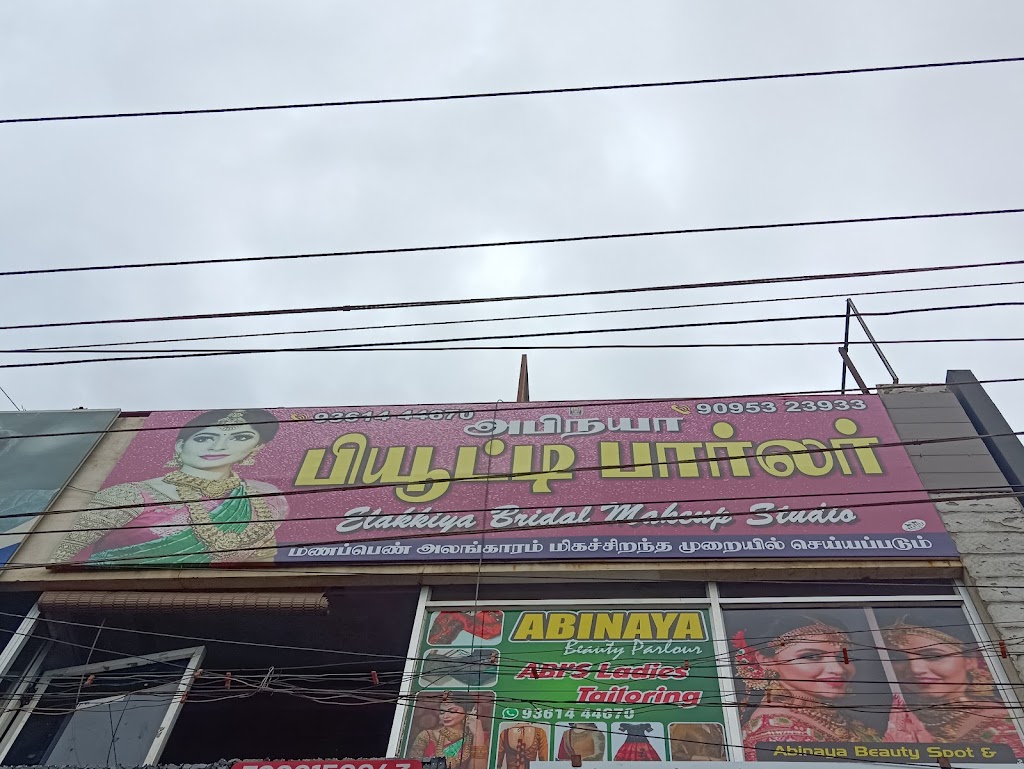 93614 44670
90953 23933
அபிநயா
பியூட்டி பார்லர்
Elakkiya Bridal Makeup Studio
மணப்பெண் அலங்காரம் மிகச்சிறந்த முறையில் செய்யப்படும்
ABINAYA
Beauty Parlour
ABI'S Ladies
Tailoring
93614 44670
Abinaya Beauty Spot &